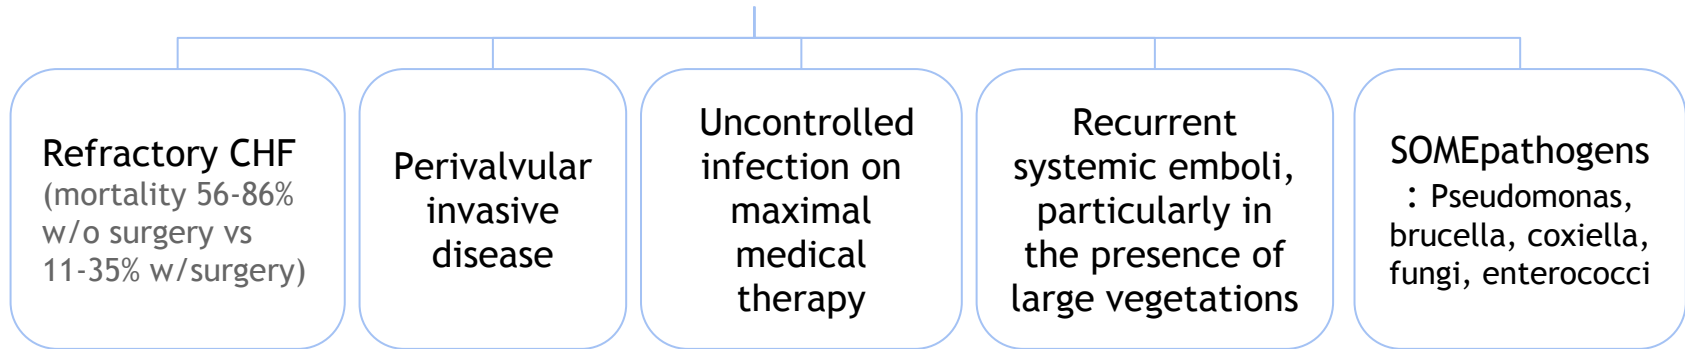 Refractory CHF
(mortality 56-86%
w/o surgery vs
11-35% w/surgery)
Perivalvular
invasive
disease
Uncontrolled
infection on
maximal
medical
therapy
Recurrent
systemic emboli,
particularly in
the presence of
large vegetations
SOMEpathogens
: Pseudomonas,
brucella, coxiella,
fungi, enterococci